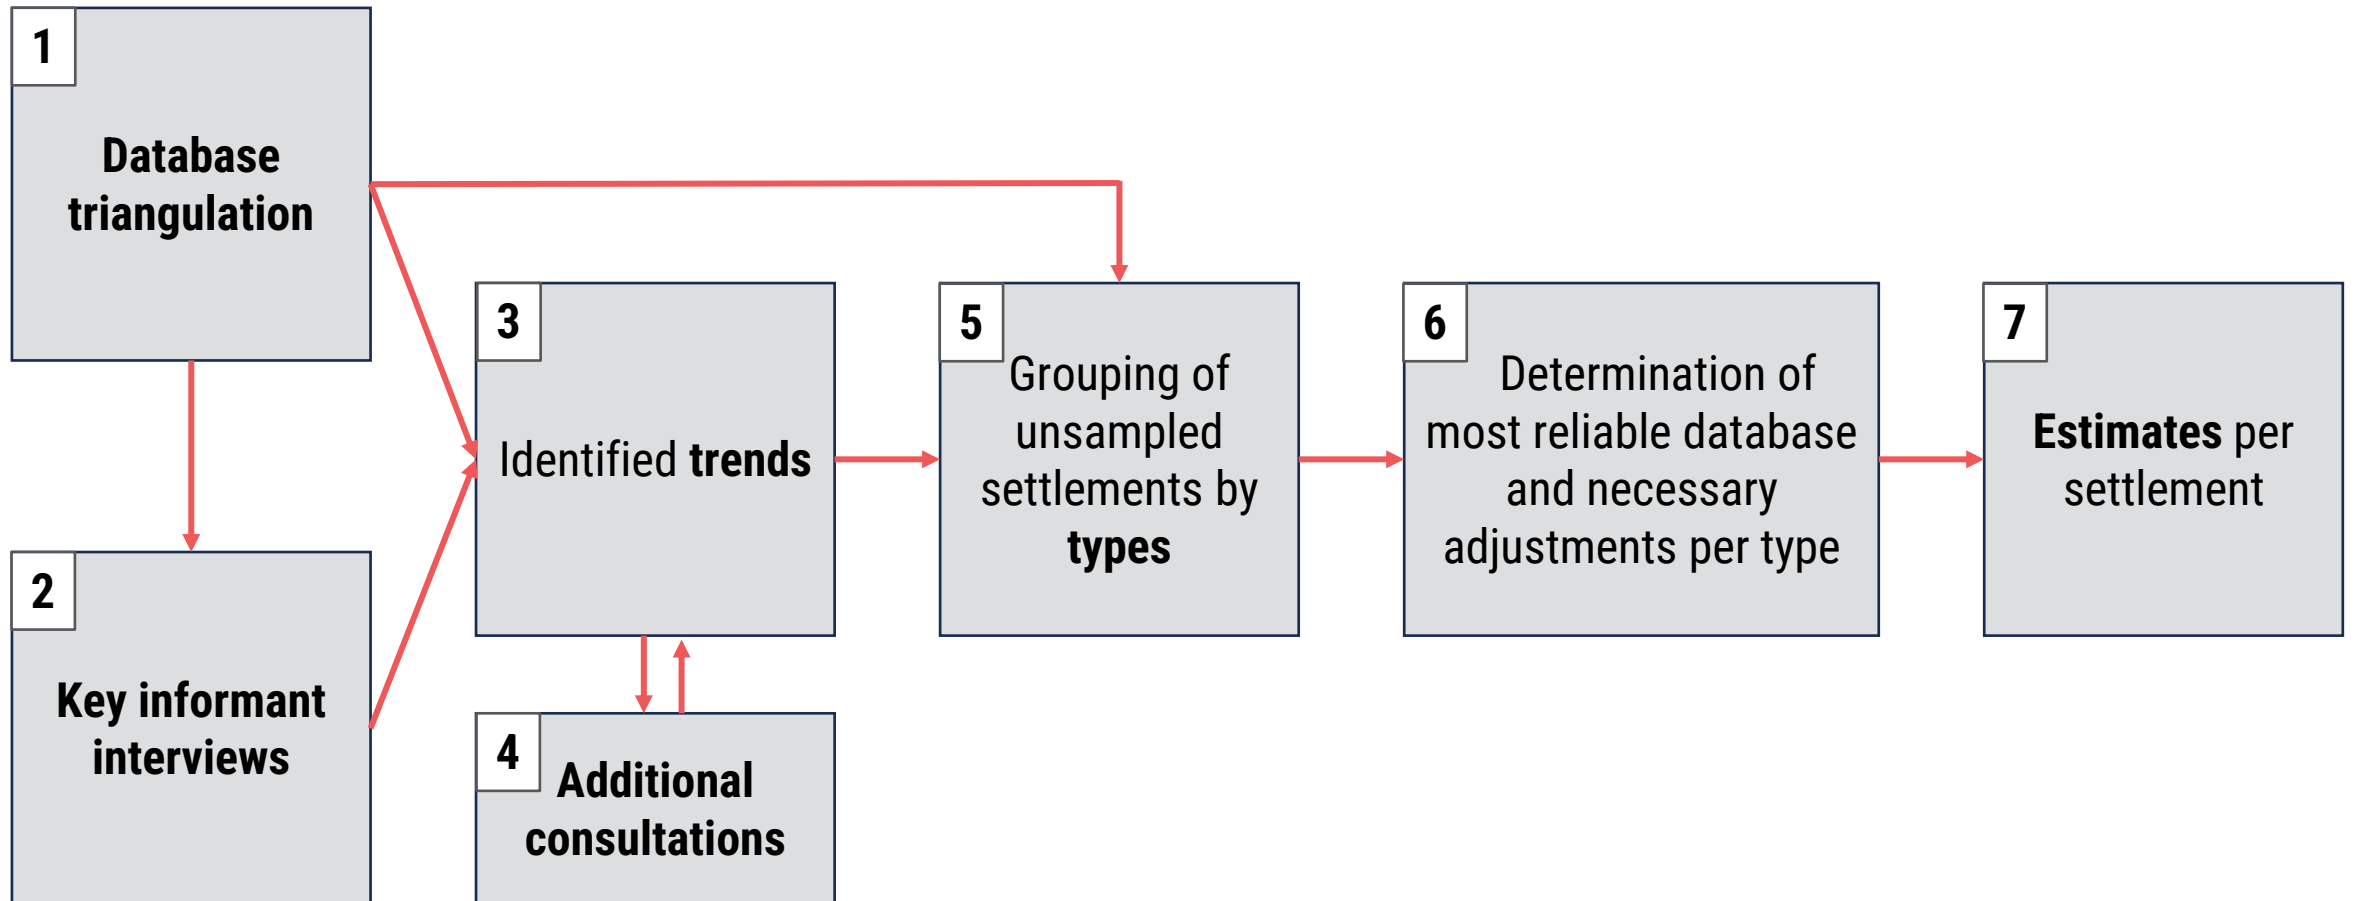 1
Database
triangulation
2
Key informant
interviews
3
Identified trends
4
Additional
consultations
5
Grouping of
unsampled
settlements by
types
6
Determination of
most reliable database
and necessary
adjustments per type
7
Estimates per
settlement